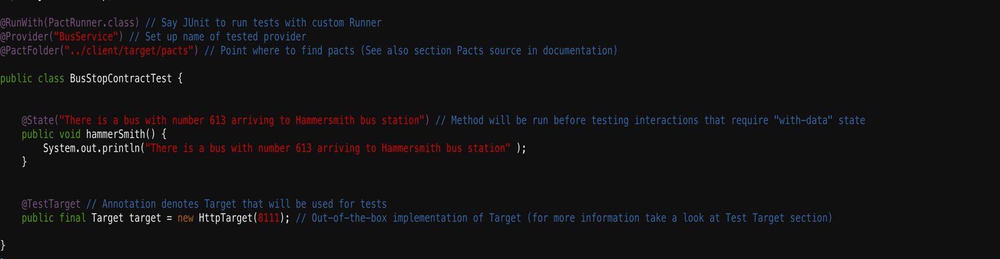 @RunWith(PactRunner.class) // Say JUnit to run tests with custom Runner
@Provider("BusService") // Set up name of tested provider
@PactFolder("../client/target/pacts") // Point where to find pacts (See also section Pacts source in documentation)
public class BusStopContractTest {
@State("There is a bus with number 613 arriving to Hammersmith bus station") // Method will be run before testing interactions that require "with-data" state
public void hammerSmith() {
System.out.println("There is a bus with number 613 arriving to Hammersmith bus station" );
}
@TestTarget // Annotation denotes Target that will be used for tests
public final Target target = new HttpTarget(8111); // Out-of-the-box implementation of Target (for more information take a look at Test Target section)
}